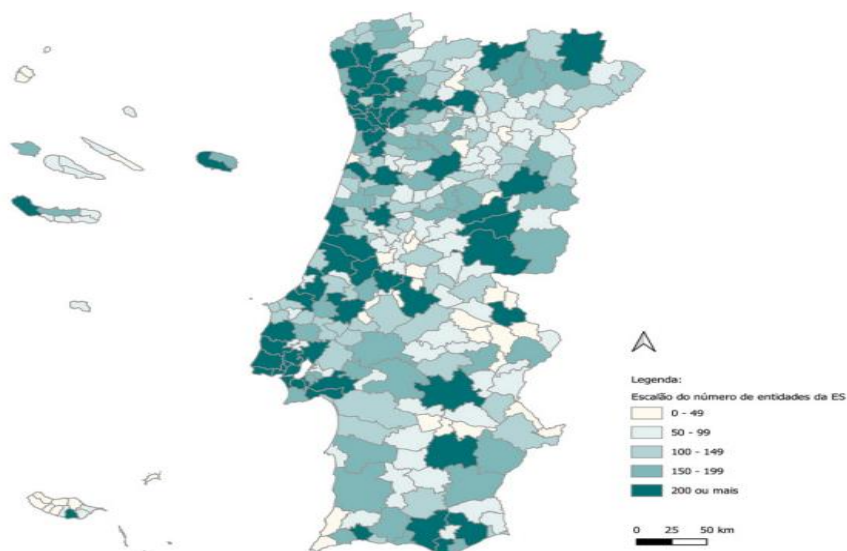 Legenda:
Escalão do número de entidades da ES
0 - 49
50 - 99
100 - 149
150 - 199
200 ou mais
0 25 50 km